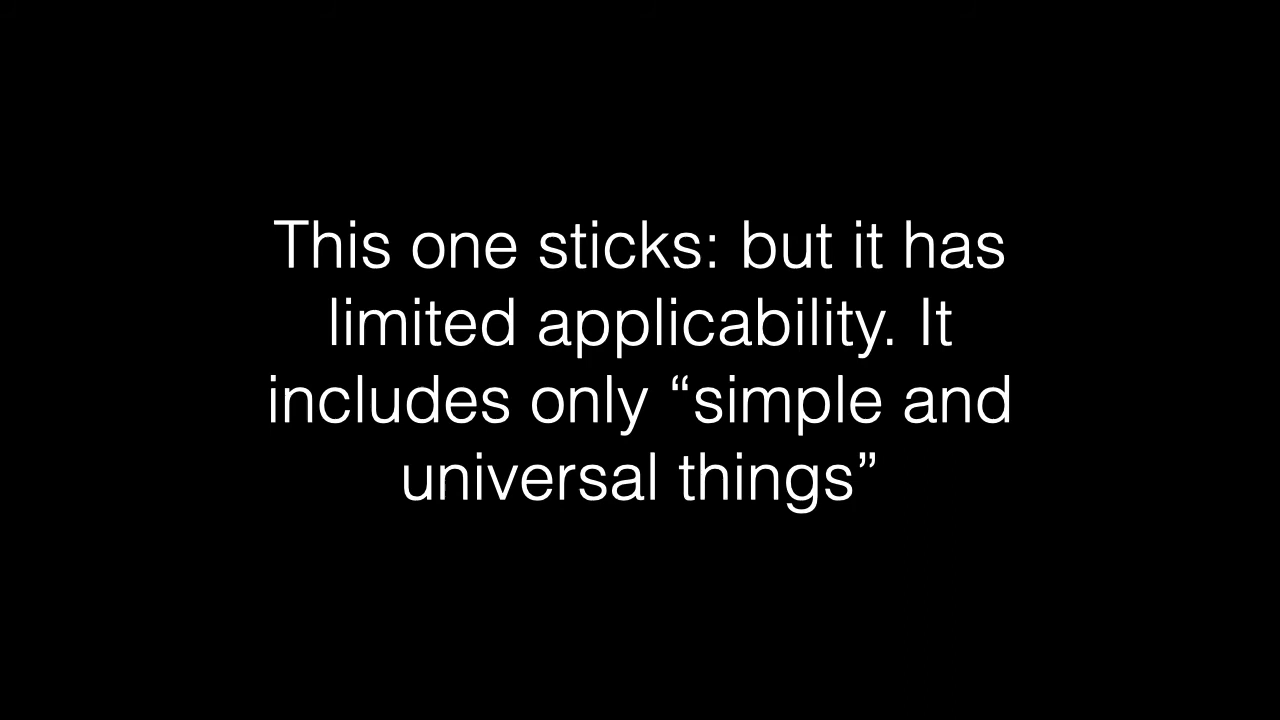 This one sticks: but it has
limited applicability. It
includes only “simple and
universal things”